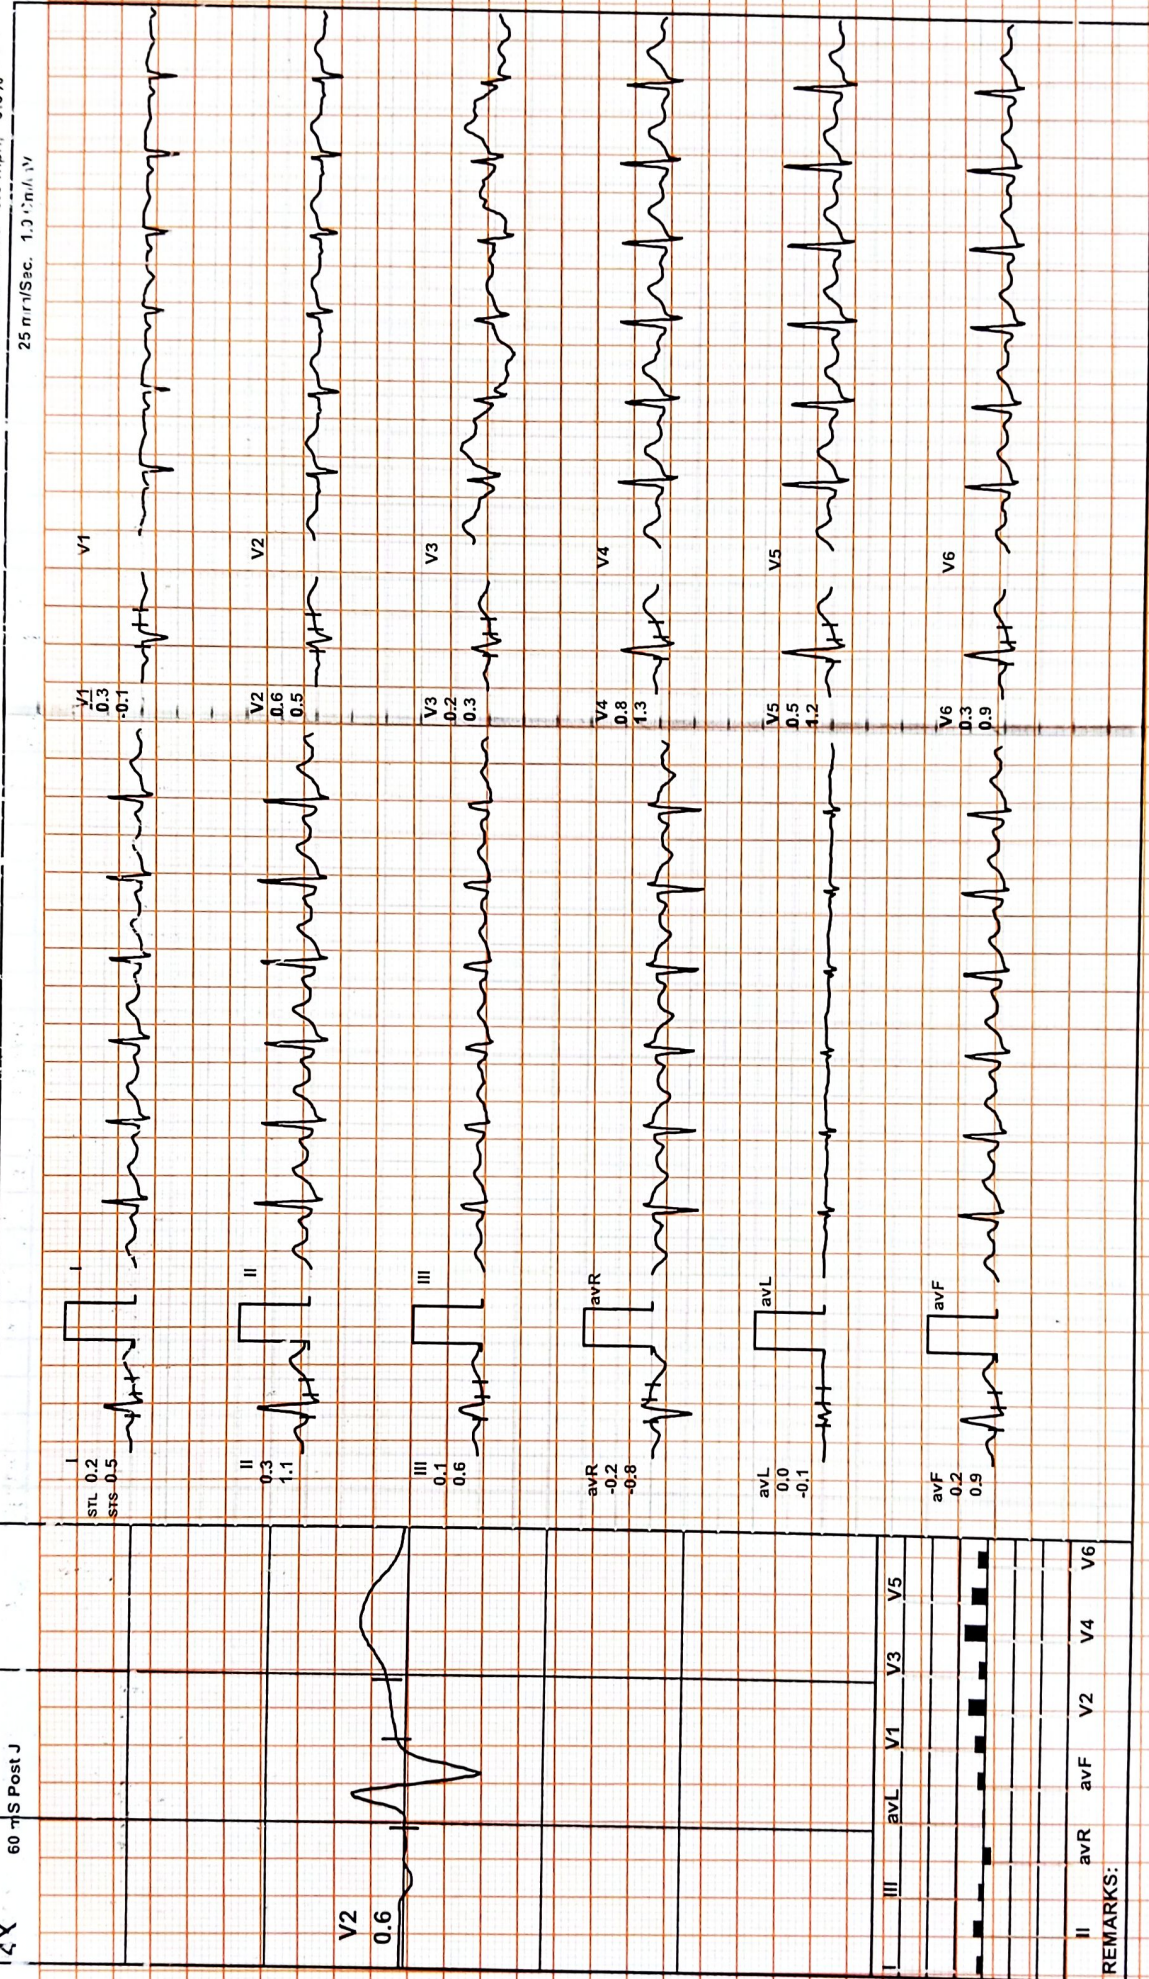 60 mS Post J
25 mm/Sec. 1.0 Cm/mV
V2
0.6
I
STL 0.2
STS 0.5
I
V1
0.3
-0.1
V1
II
0.3
1.1
II
V2
0.6
0.5
V2
III
0.1
0.6
III
V3
0.2
0.3
V3
avR
-0.2
-0.8
avR
V4
0.8
1.3
V4
avL
0.0
-0.1
avL
V5
0.5
1.2
V5
avF
0.2
0.9
avF
V6
0.3
0.9
V6
I III avL V1 V3 V5
II avR avF V2 V4 V6
REMARKS: